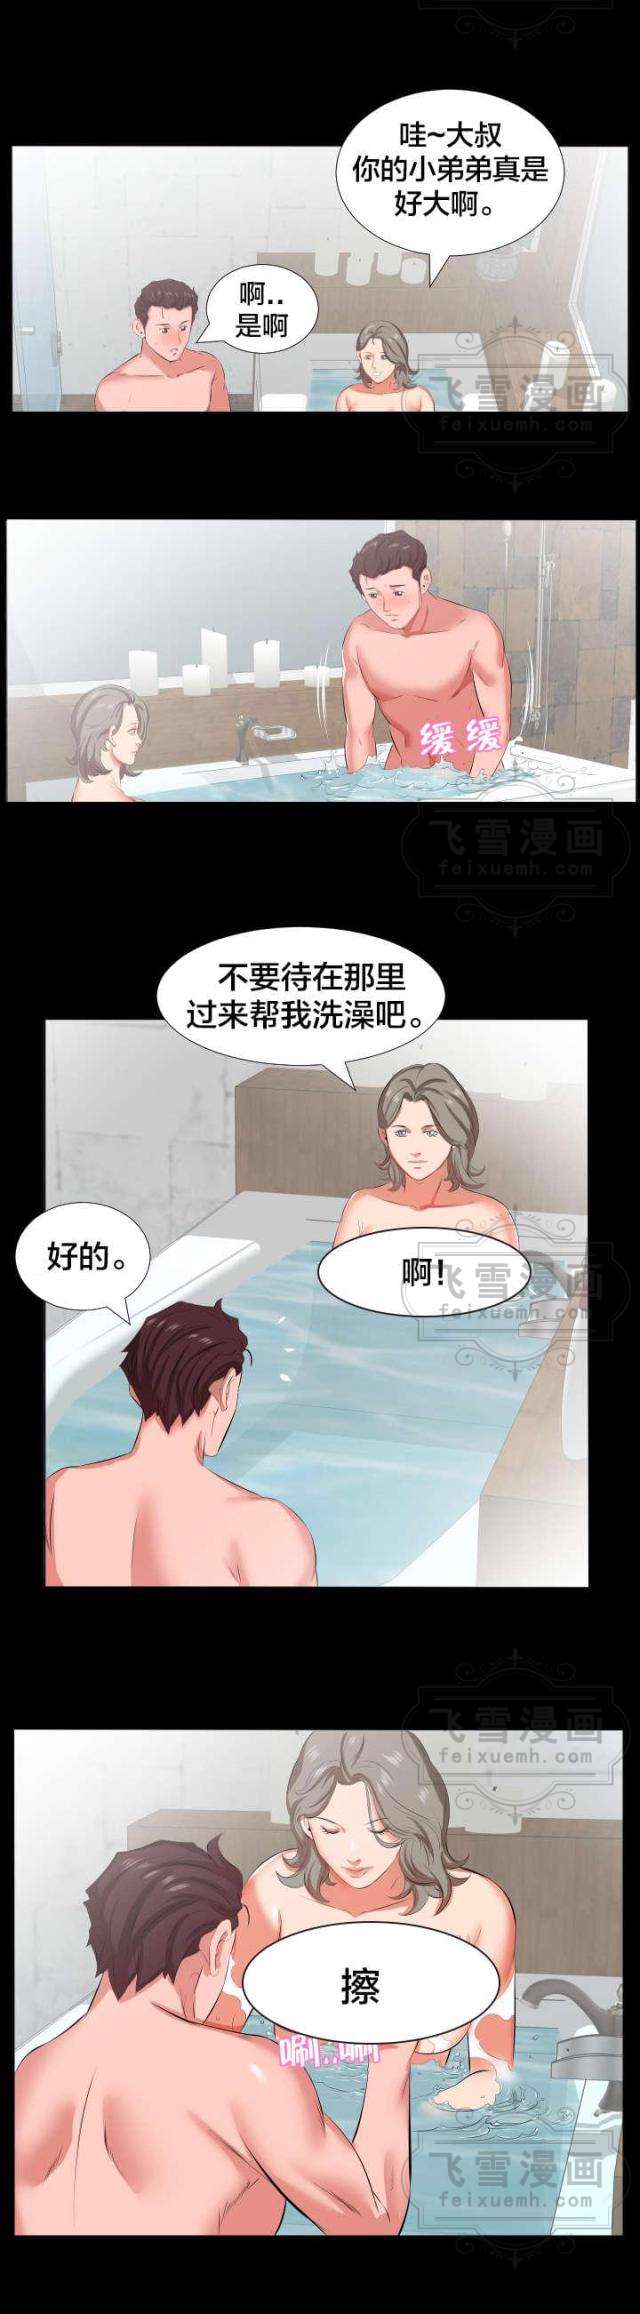 哇~大叔
你的小弟弟真是
好大啊。
啊..
是啊
飞雪漫画
feixuemh.com
缓 缓
飞雪漫画
feixuemh.com
不要待在那里
过来帮我洗澡吧。
好的。
啊!
飞雪漫画
feixuemh.com
飞雪漫画
feixuemh.com
擦
唰..唰
飞雪漫画
feixuemh.com